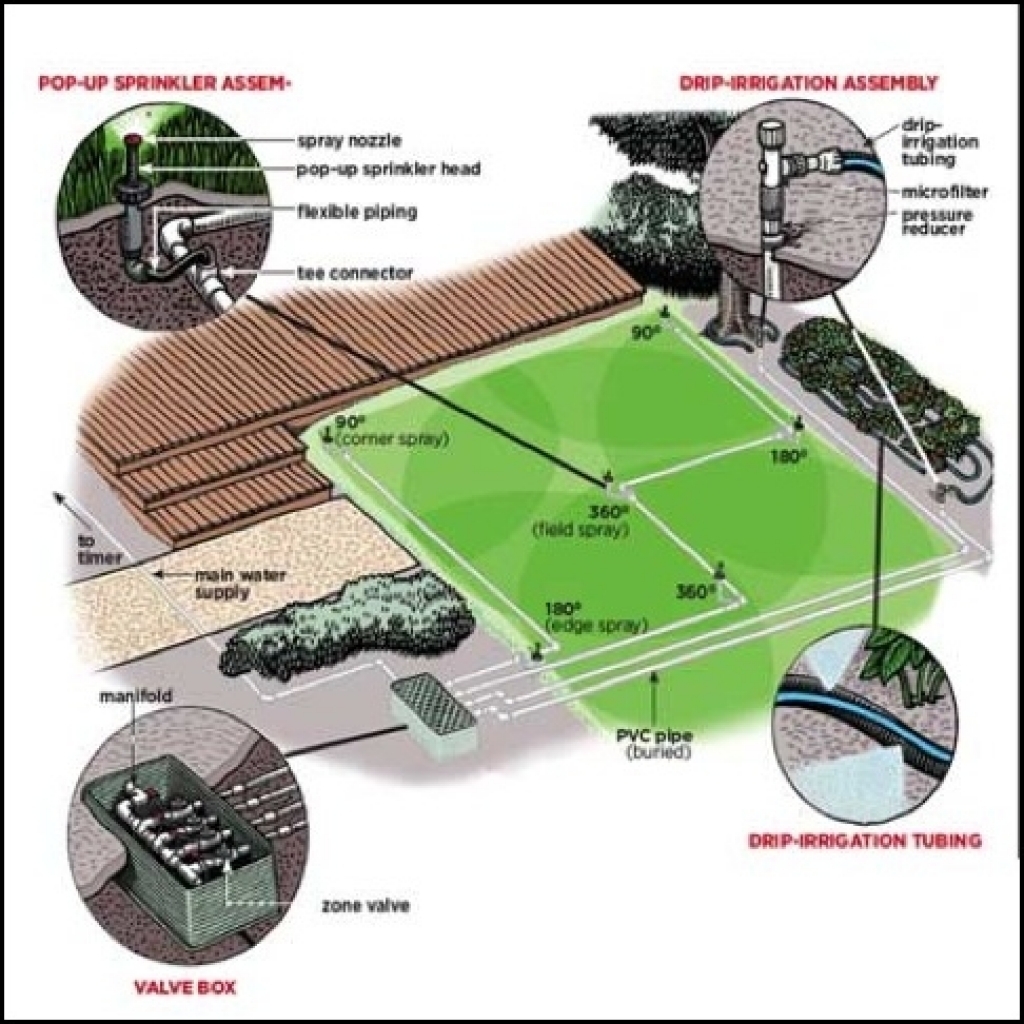 POP-UP SPRINKLER ASSEM-
DRIP-IRRIGATION ASSEMBLY
spray nozzle
pop-up sprinkler head
flexible piping
tee connector
drip-
irrigation
tubing
microfilter
pressure
reducer
90°
90°
(corner spray)
180°
360°
(field spray)
to
timer
main water
supply
360°
180°
(edge spray)
manifold
PVC pipe
(buried)
DRIP-IRRIGATION TUBING
zone valve
VALVE BOX